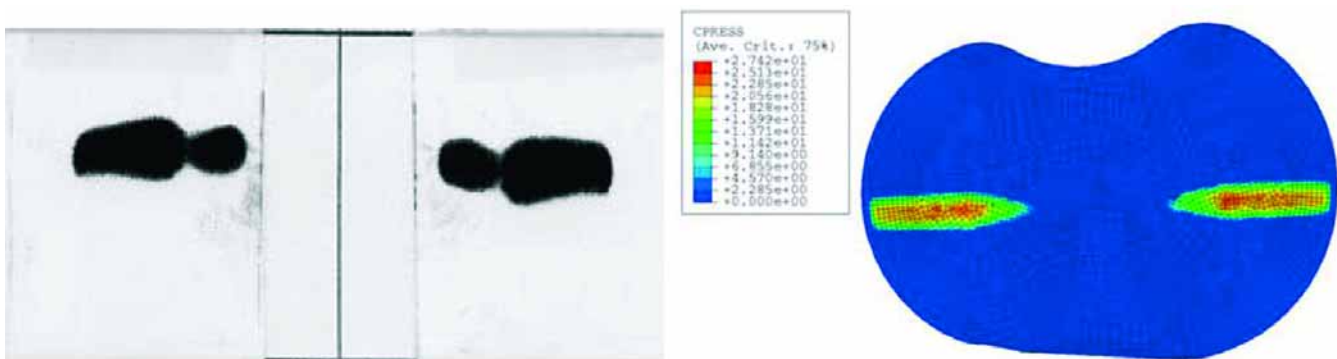 CPRESS
(Ave. Crit.: 75%)
+2.742e+01
+2.513e+01
+2.285e+01
+2.056e+01
+1.828e+01
+1.599e+01
+1.371e+01
+1.142e+01
+9.140e+00
+6.855e+00
+4.570e+00
+2.285e+00
+0.000e+00